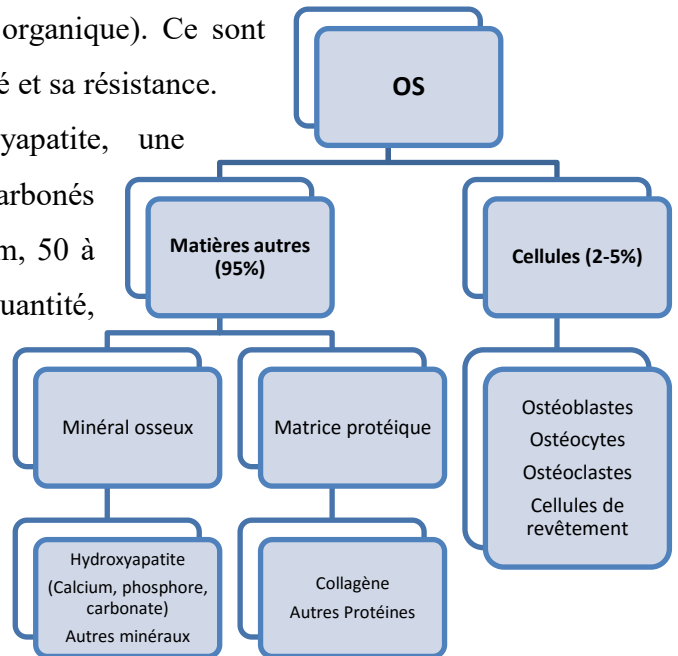 organique). Ce sont
é et sa résistance.
yapatite, une
arbonés
m, 50 à
uantité,
OS
Matières autres
(95%)
Cellules (2-5%)
Minéral osseux
Matrice protéique
Ostéoblastes
Ostéocytes
Ostéoclastes
Cellules de
revêtement
Hydroxyapatite
(Calcium, phosphore,
carbonate)
Autres minéraux
Collagène
Autres Protéines